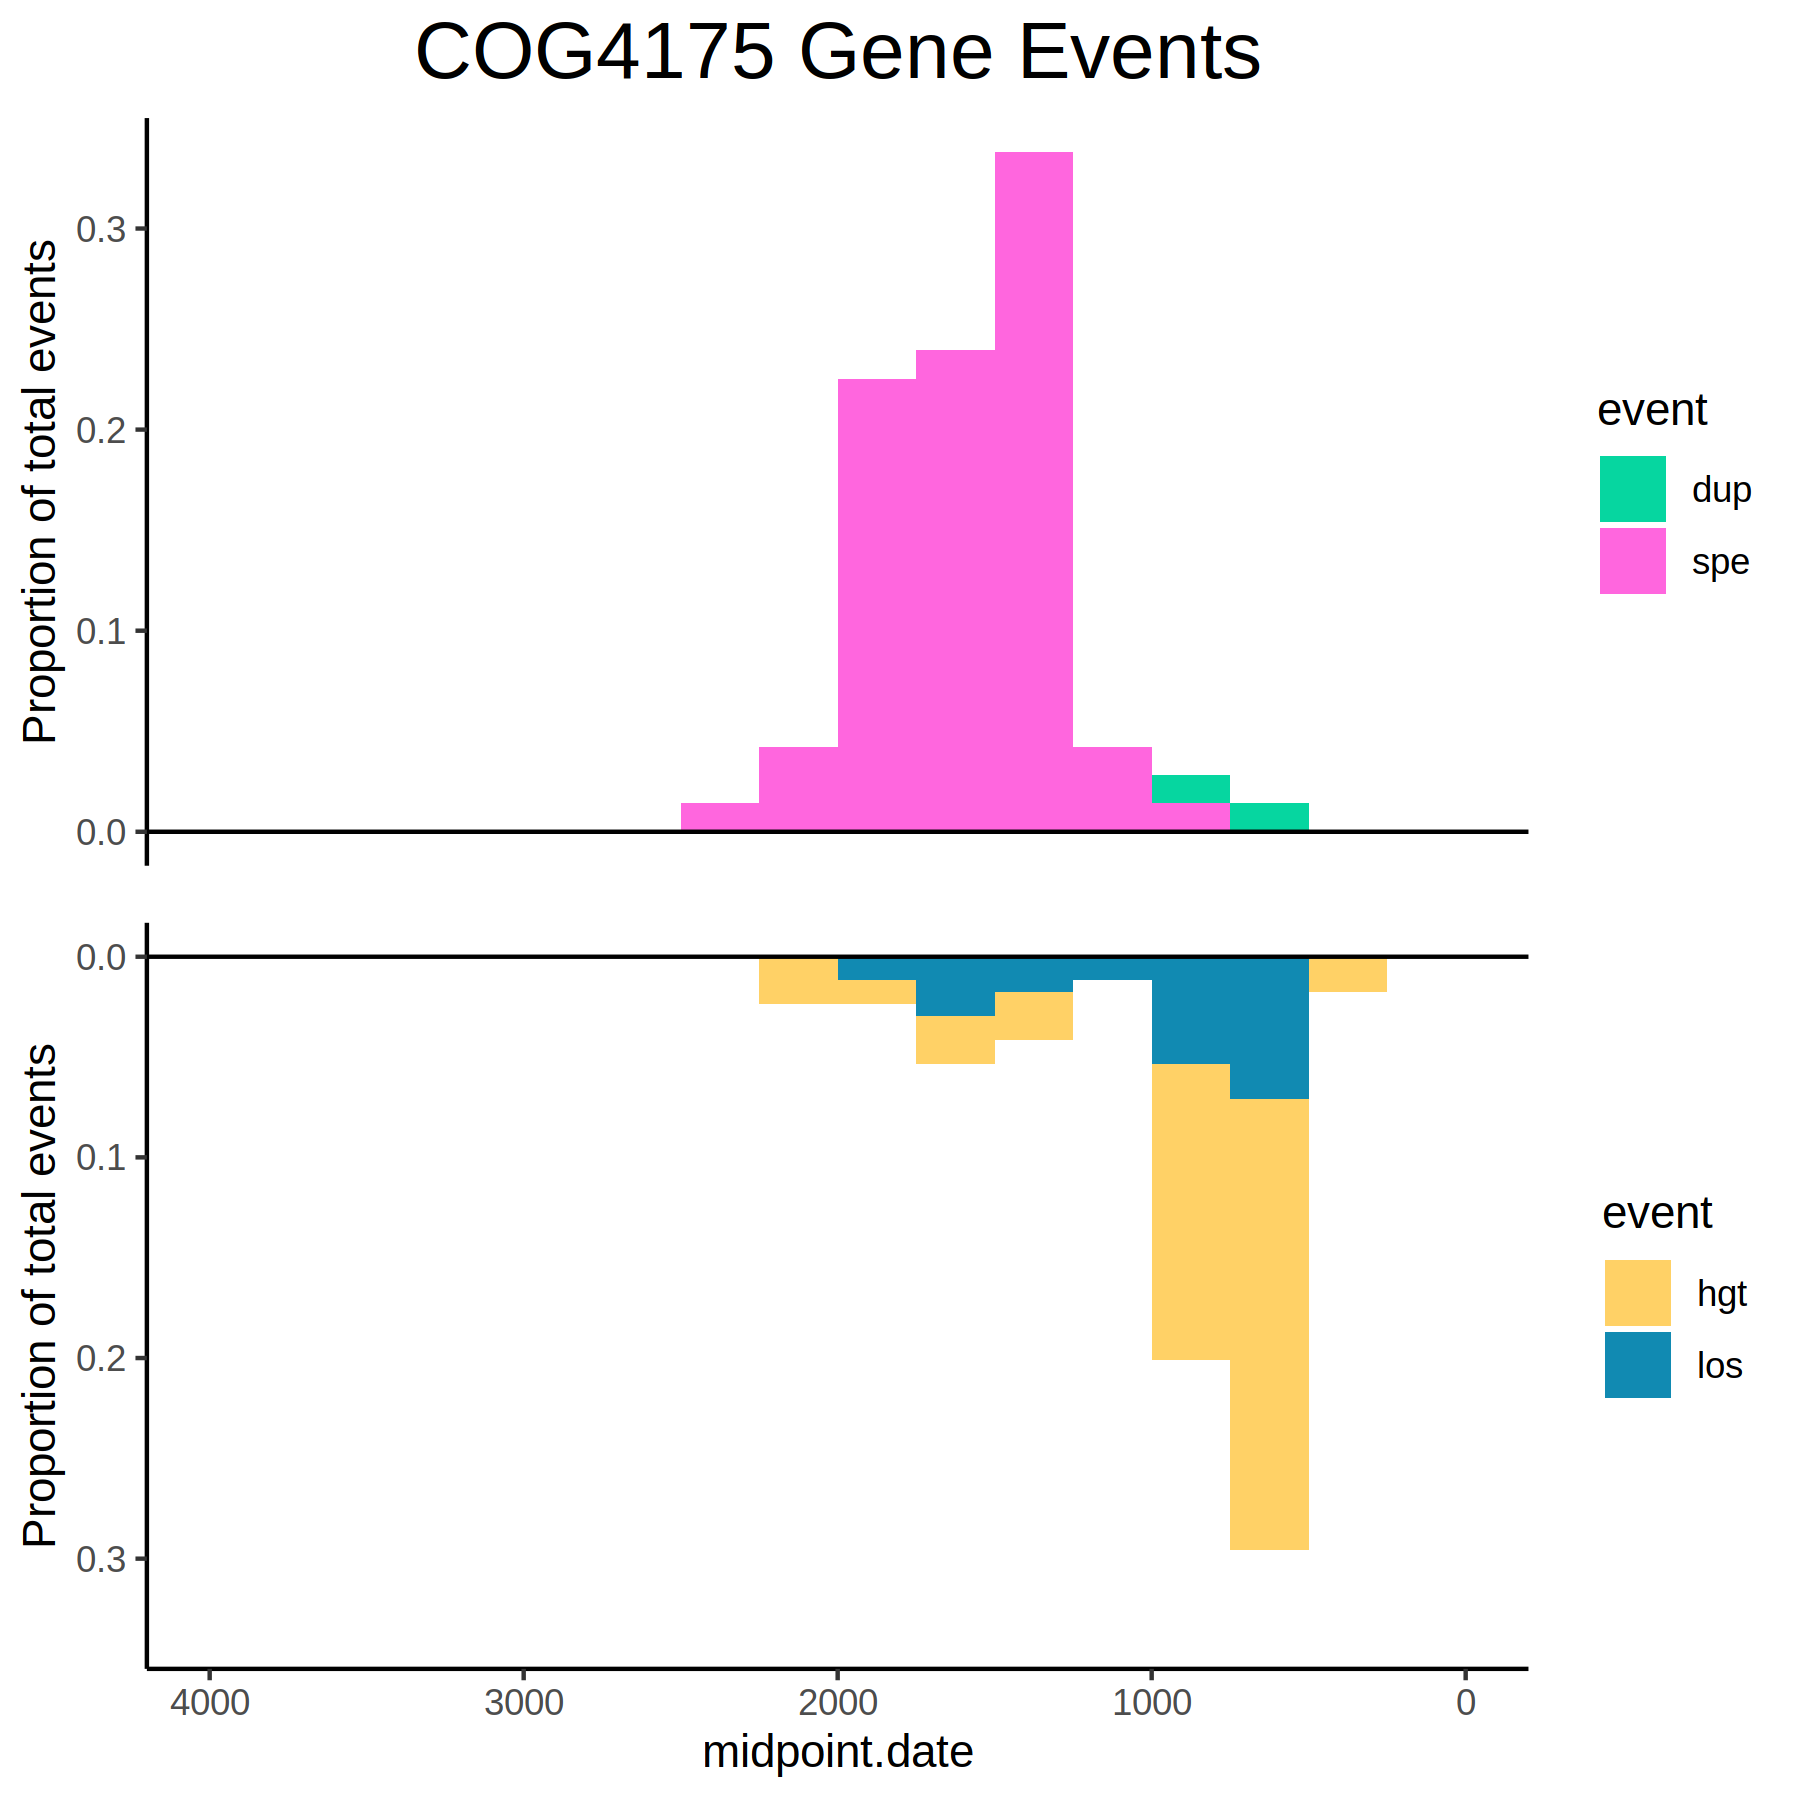 COG4175 Gene Events
Proportion of total events
0.3
0.2
0.1
0.0
event
dup
spe
Proportion of total events
0.0
0.1
0.2
0.3
event
hgt
los
4000 3000 2000 1000 0
midpoint.date